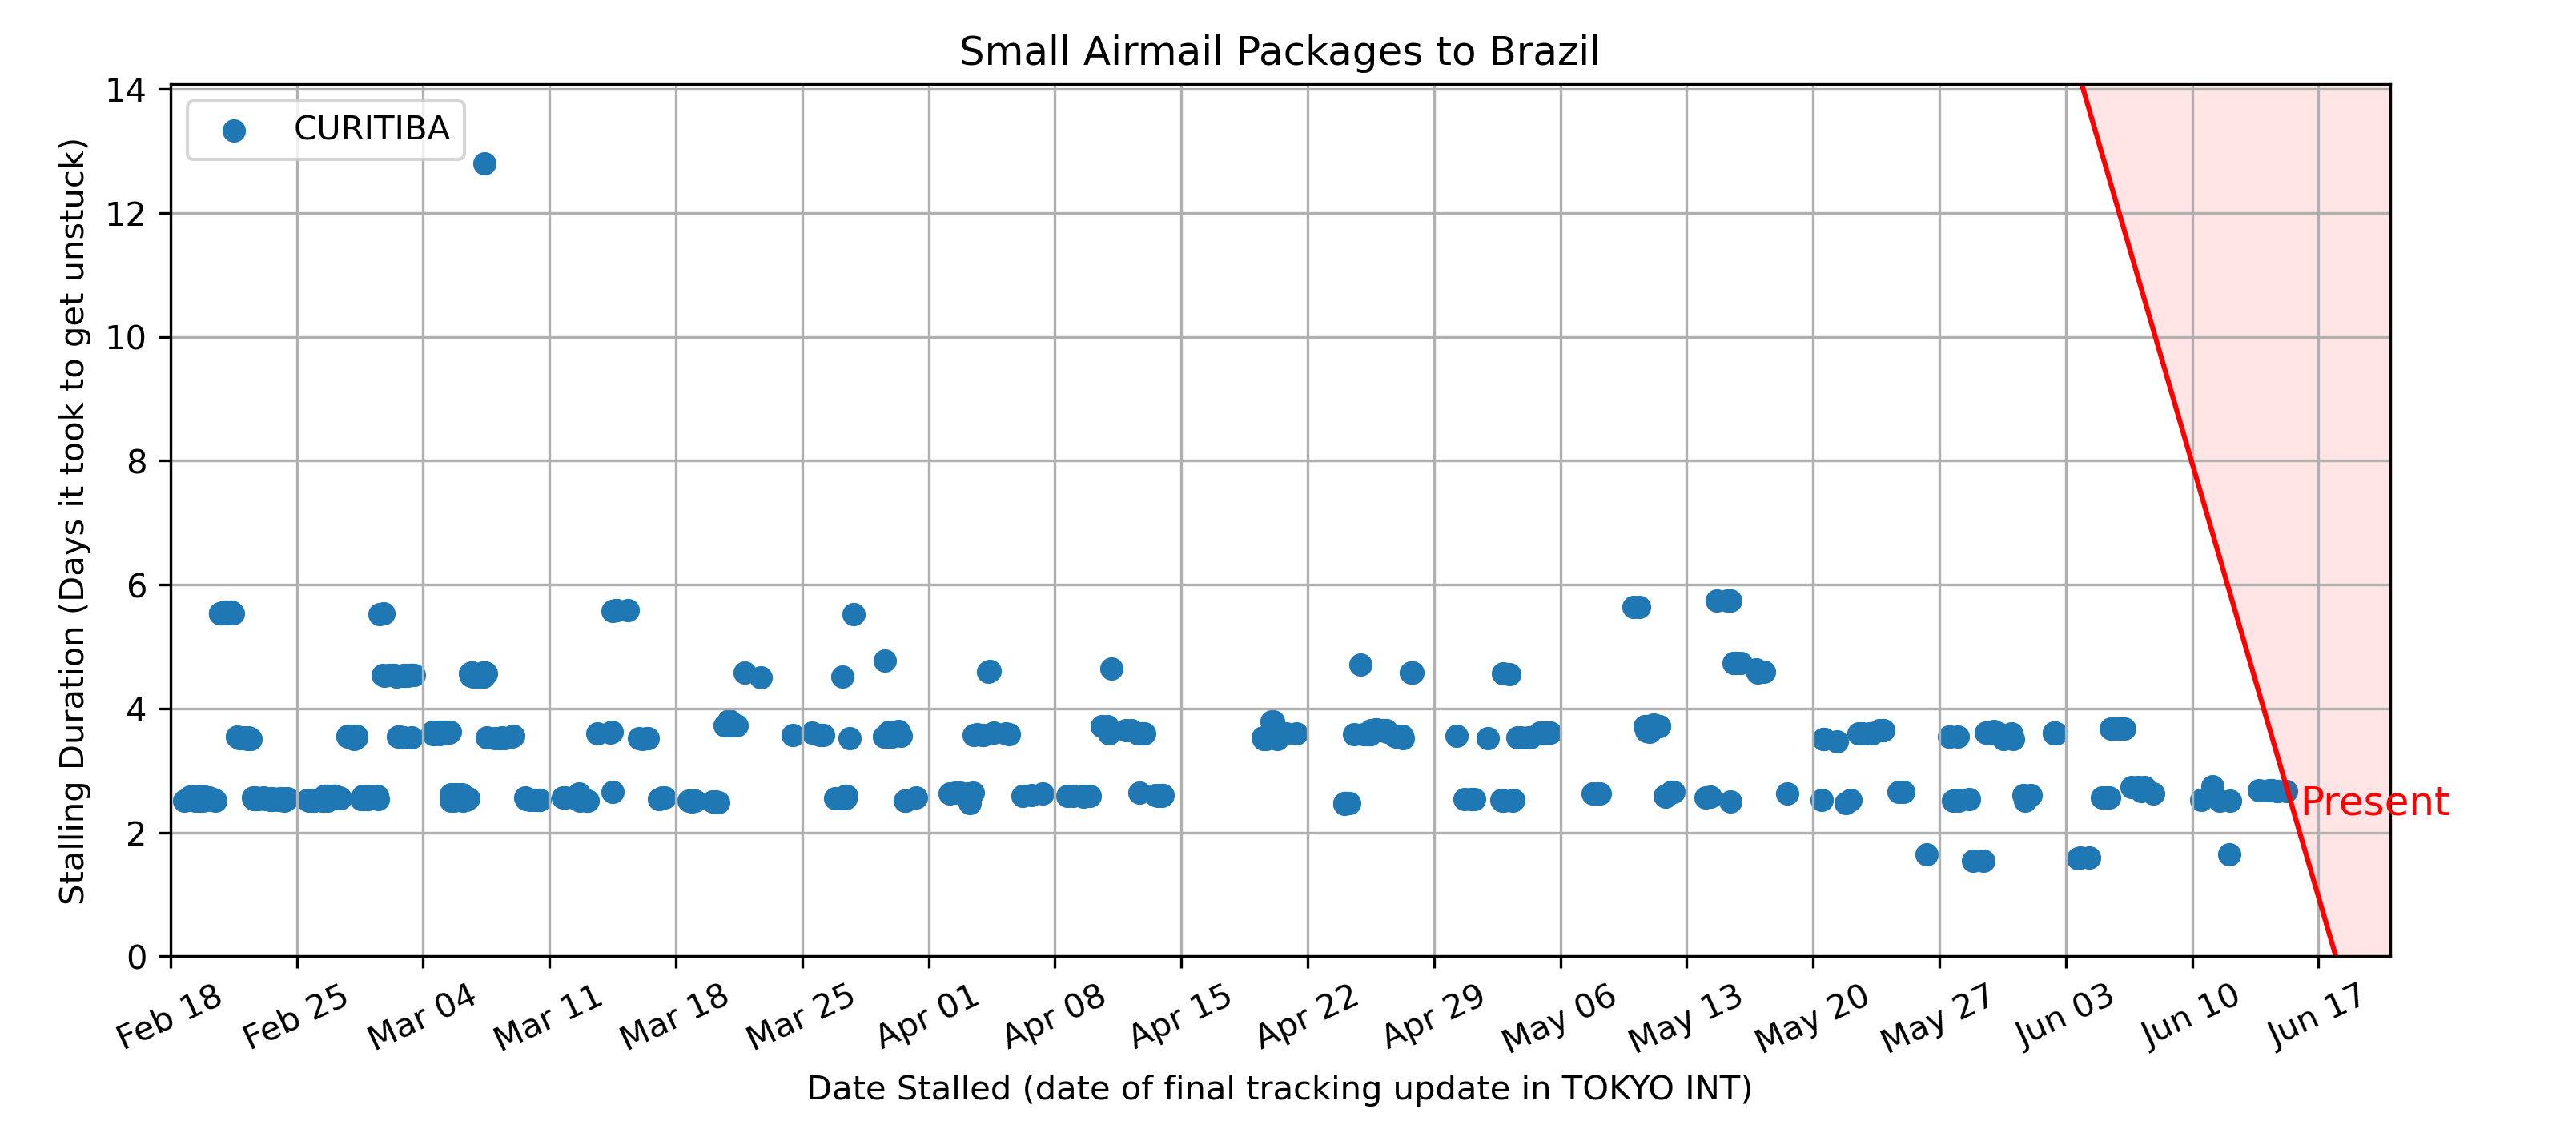 Small Airmail Packages to Brazil
Stalling Duration (Days it took to get unstuck)
14
12
10
8
6
4
2
0
CURITIBA
Present
Feb 18
Feb 25
Mar 04
Mar 11
Mar 18
Mar 25
Apr 01
Apr 08
Apr 15
Apr 22
Apr 29
May 06
May 13
May 20
May 27
Jun 03
Jun 10
Jun 17
Date Stalled (date of final tracking update in TOKYO INT)